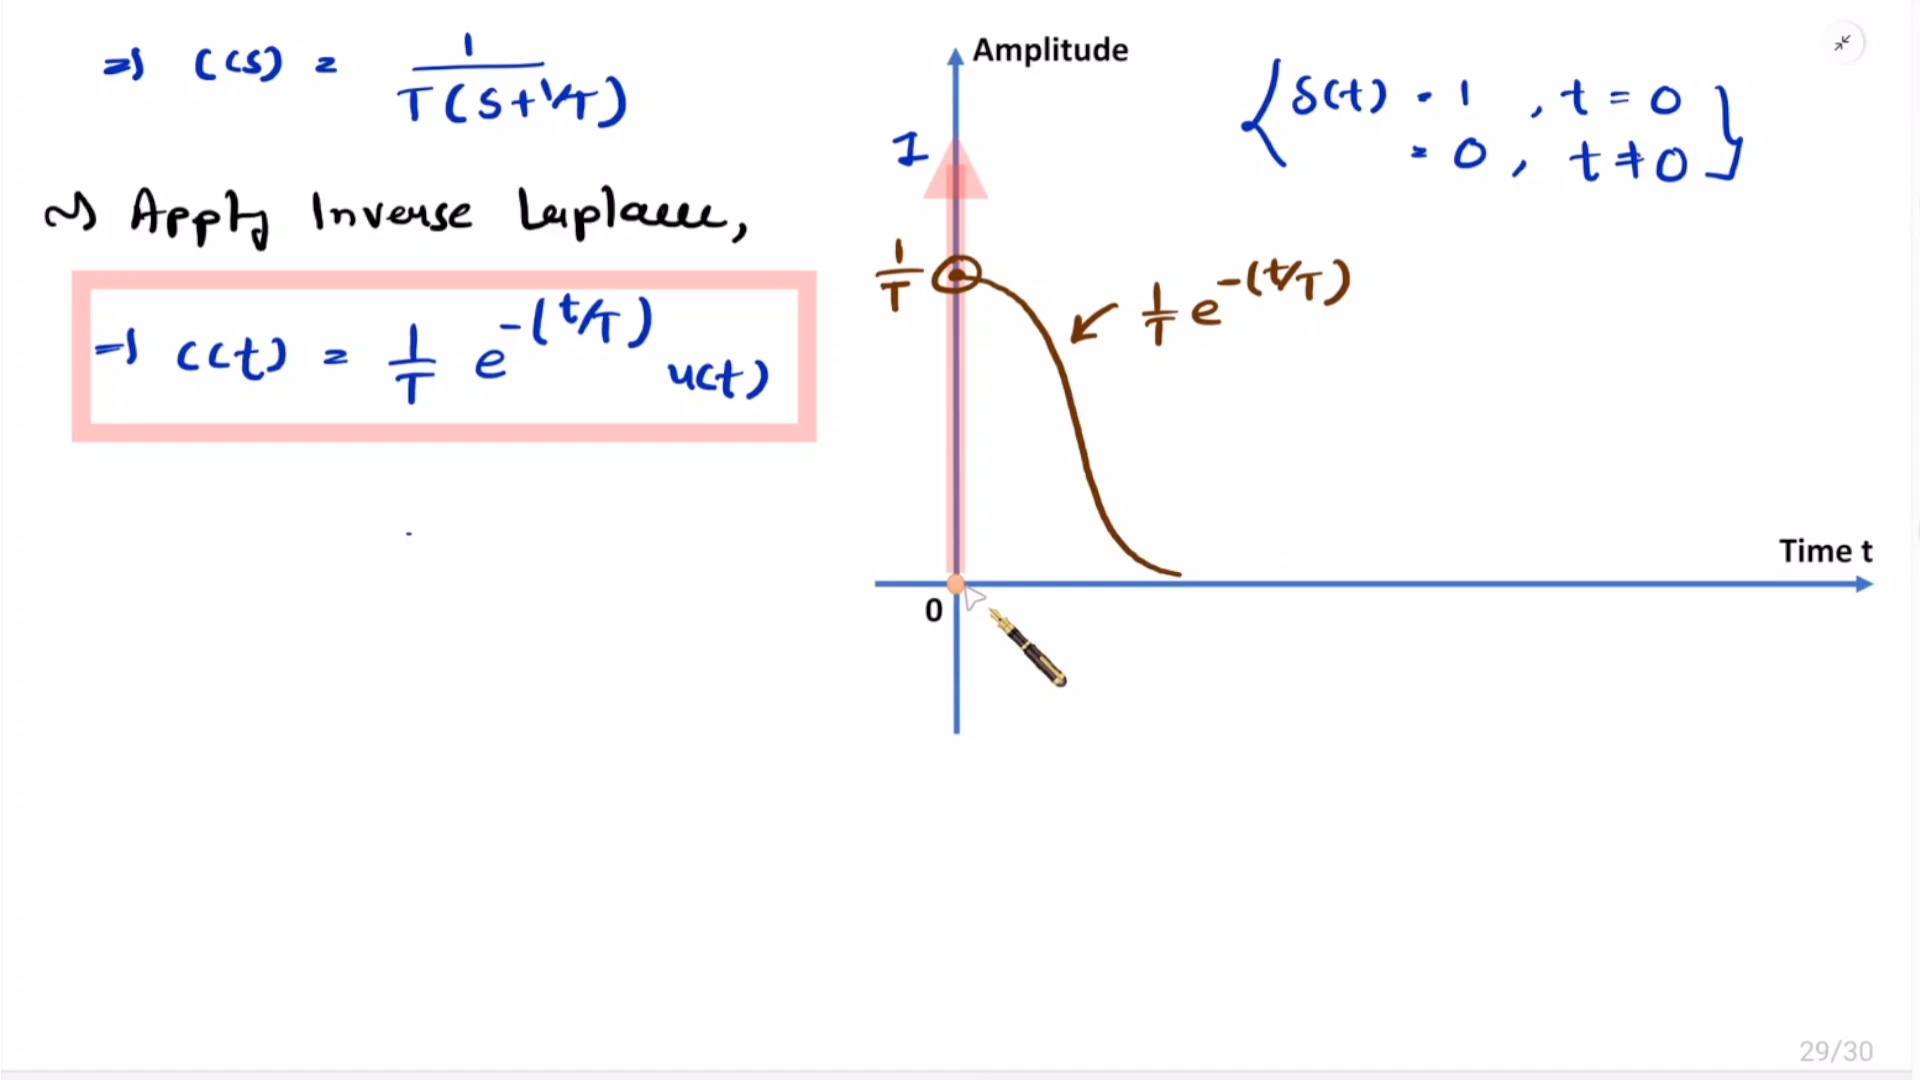 ⇒ C(s) = 1 / T(s+1/T)
~> Apply Inverse Laplace,
⇒ c(t) = 1/T e^-(t/T) u(t)
Amplitude
1
1/T
1/T e^-(t/T)
{δ(t) = 1 , t = 0
= 0 , t ≠ 0}
Time t
0
29/30